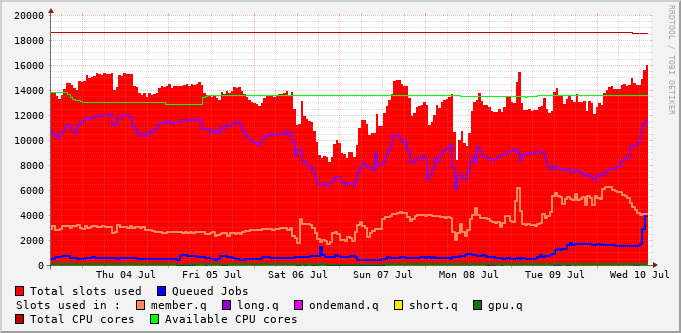 RRDTOOL / TOBI OETIKER
20000
18000
16000
14000
12000
10000
8000
6000
4000
2000
0
Thu 04 Jul Fri 05 Jul Sat 06 Jul Sun 07 Jul Mon 08 Jul Tue 09 Jul Wed 10 Jul
Total slots used Queued Jobs
Slots used in : member.q long.q ondemand.q short.q gpu.q
Total CPU cores Available CPU cores